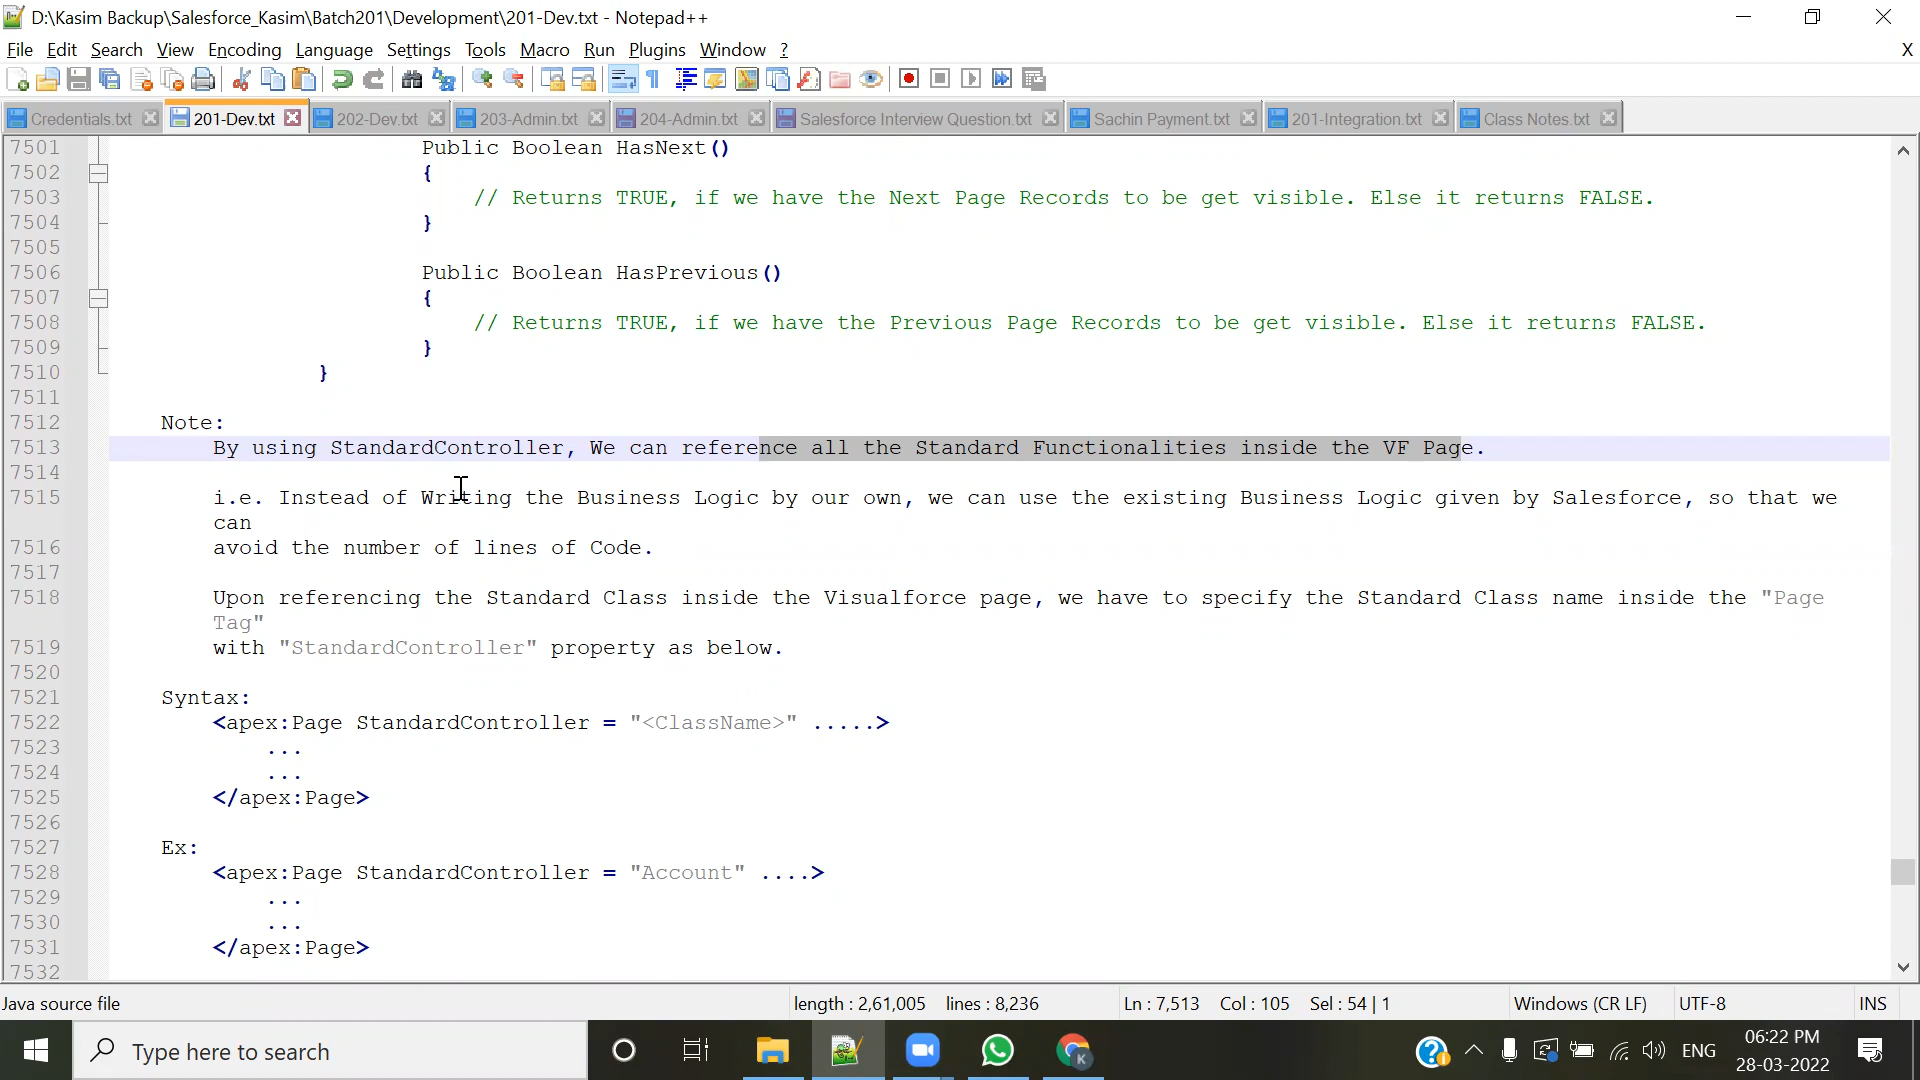 D:\Kasim Backup\Salesforce_Kasim\Batch201\Development\201-Dev.txt - Notepad++
File Edit Search View Encoding Language Settings Tools Macro Run Plugins Window ? X
Credentials.txt 201-Dev.txt 202-Dev.txt 203-Admin.txt 204-Admin.txt Salesforce Interview Question.txt Sachin Payment.txt 201-Integration.txt Class Notes.txt
7501 Public Boolean HasNext()
7502 {
7503 // Returns TRUE, if we have the Next Page Records to be get visible. Else it returns FALSE.
7504 }
7505
7506 Public Boolean HasPrevious()
7507 {
7508 // Returns TRUE, if we have the Previous Page Records to be get visible. Else it returns FALSE.
7509 }
7510 }
7511
7512 Note:
7513 By using StandardController, We can reference all the Standard Functionalities inside the VF Page.
7514
7515 i.e. Instead of Writing the Business Logic by our own, we can use the existing Business Logic given by Salesforce, so that we
can
7516 avoid the number of lines of Code.
7517
7518 Upon referencing the Standard Class inside the Visualforce page, we have to specify the Standard Class name inside the "Page
Tag"
7519 with "StandardController" property as below.
7520
7521 Syntax:
7522 <apex:Page StandardController = "<ClassName>" .....>
7523 ...
7524 ...
7525 </apex:Page>
7526
7527 Ex:
7528 <apex:Page StandardController = "Account" ....>
7529 ...
7530 ...
7531 </apex:Page>
7532
Java source file length : 2,61,005 lines : 8,236 Ln : 7,513 Col : 105 Sel : 54 | 1 Windows (CR LF) UTF-8 INS
Type here to search ENG 06:22 PM
28-03-2022